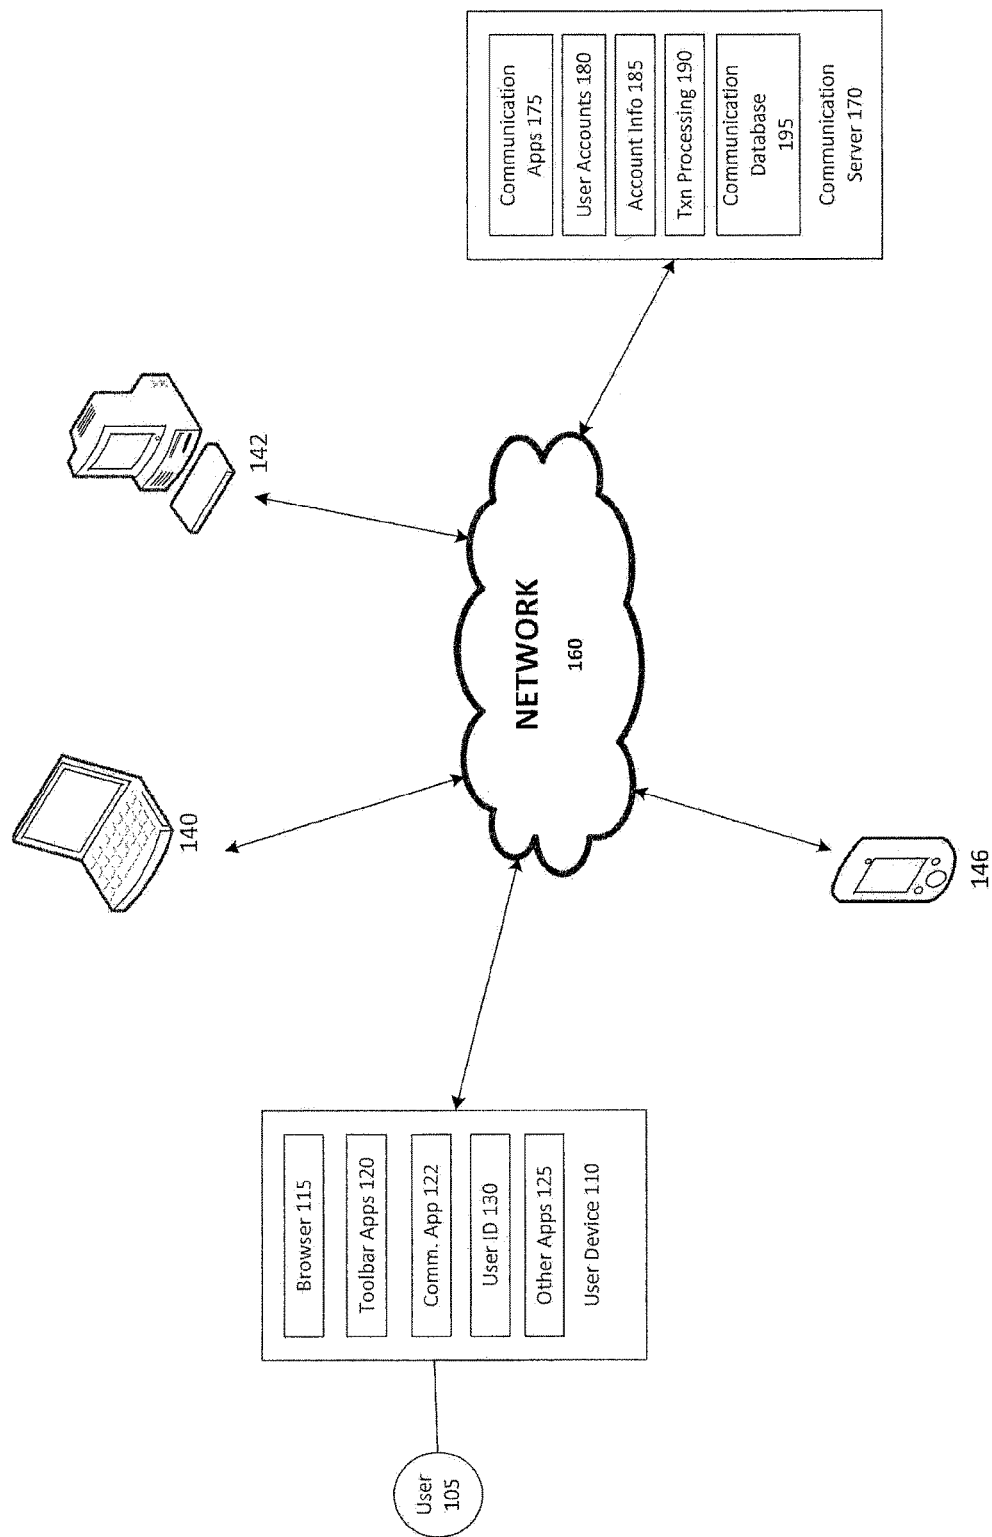 140
142
User
105
Browser 115
Toolbar Apps 120
Comm. App 122
User ID 130
Other Apps 125
User Device 110
NETWORK
160
Communication
Apps 175
User Accounts 180
Account Info 185
Txn Processing 190
Communication
Database
195
Communication
Server 170
146